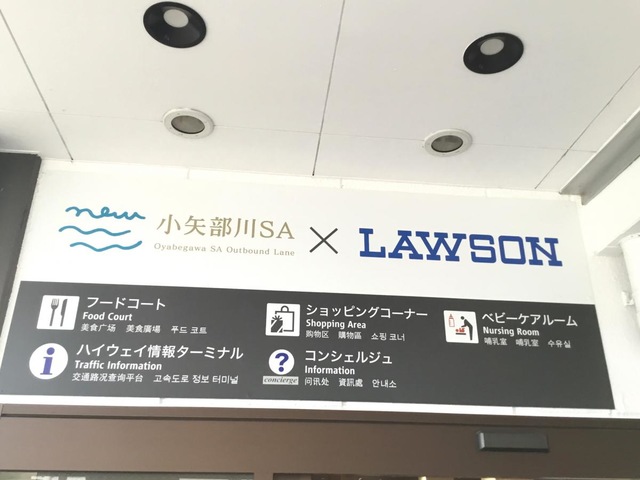 new
小矢部川SA
Oyabegawa SA Outbound Lane
×
LAWSON
フードコート
Food Court
美食广场 美食廣場 푸드 코트
ショッピングコーナー
Shopping Area
购物区 購物區 쇼핑 코너
ベビーケアルーム
Nursing Room
哺乳室 哺乳室 수유실
i
ハイウェイ情報ターミナル
Traffic Information
交通路况查询平台 고속도로 정보 터미널
?
concierge
コンシェルジュ
Information
问讯处 資訊處 안내소